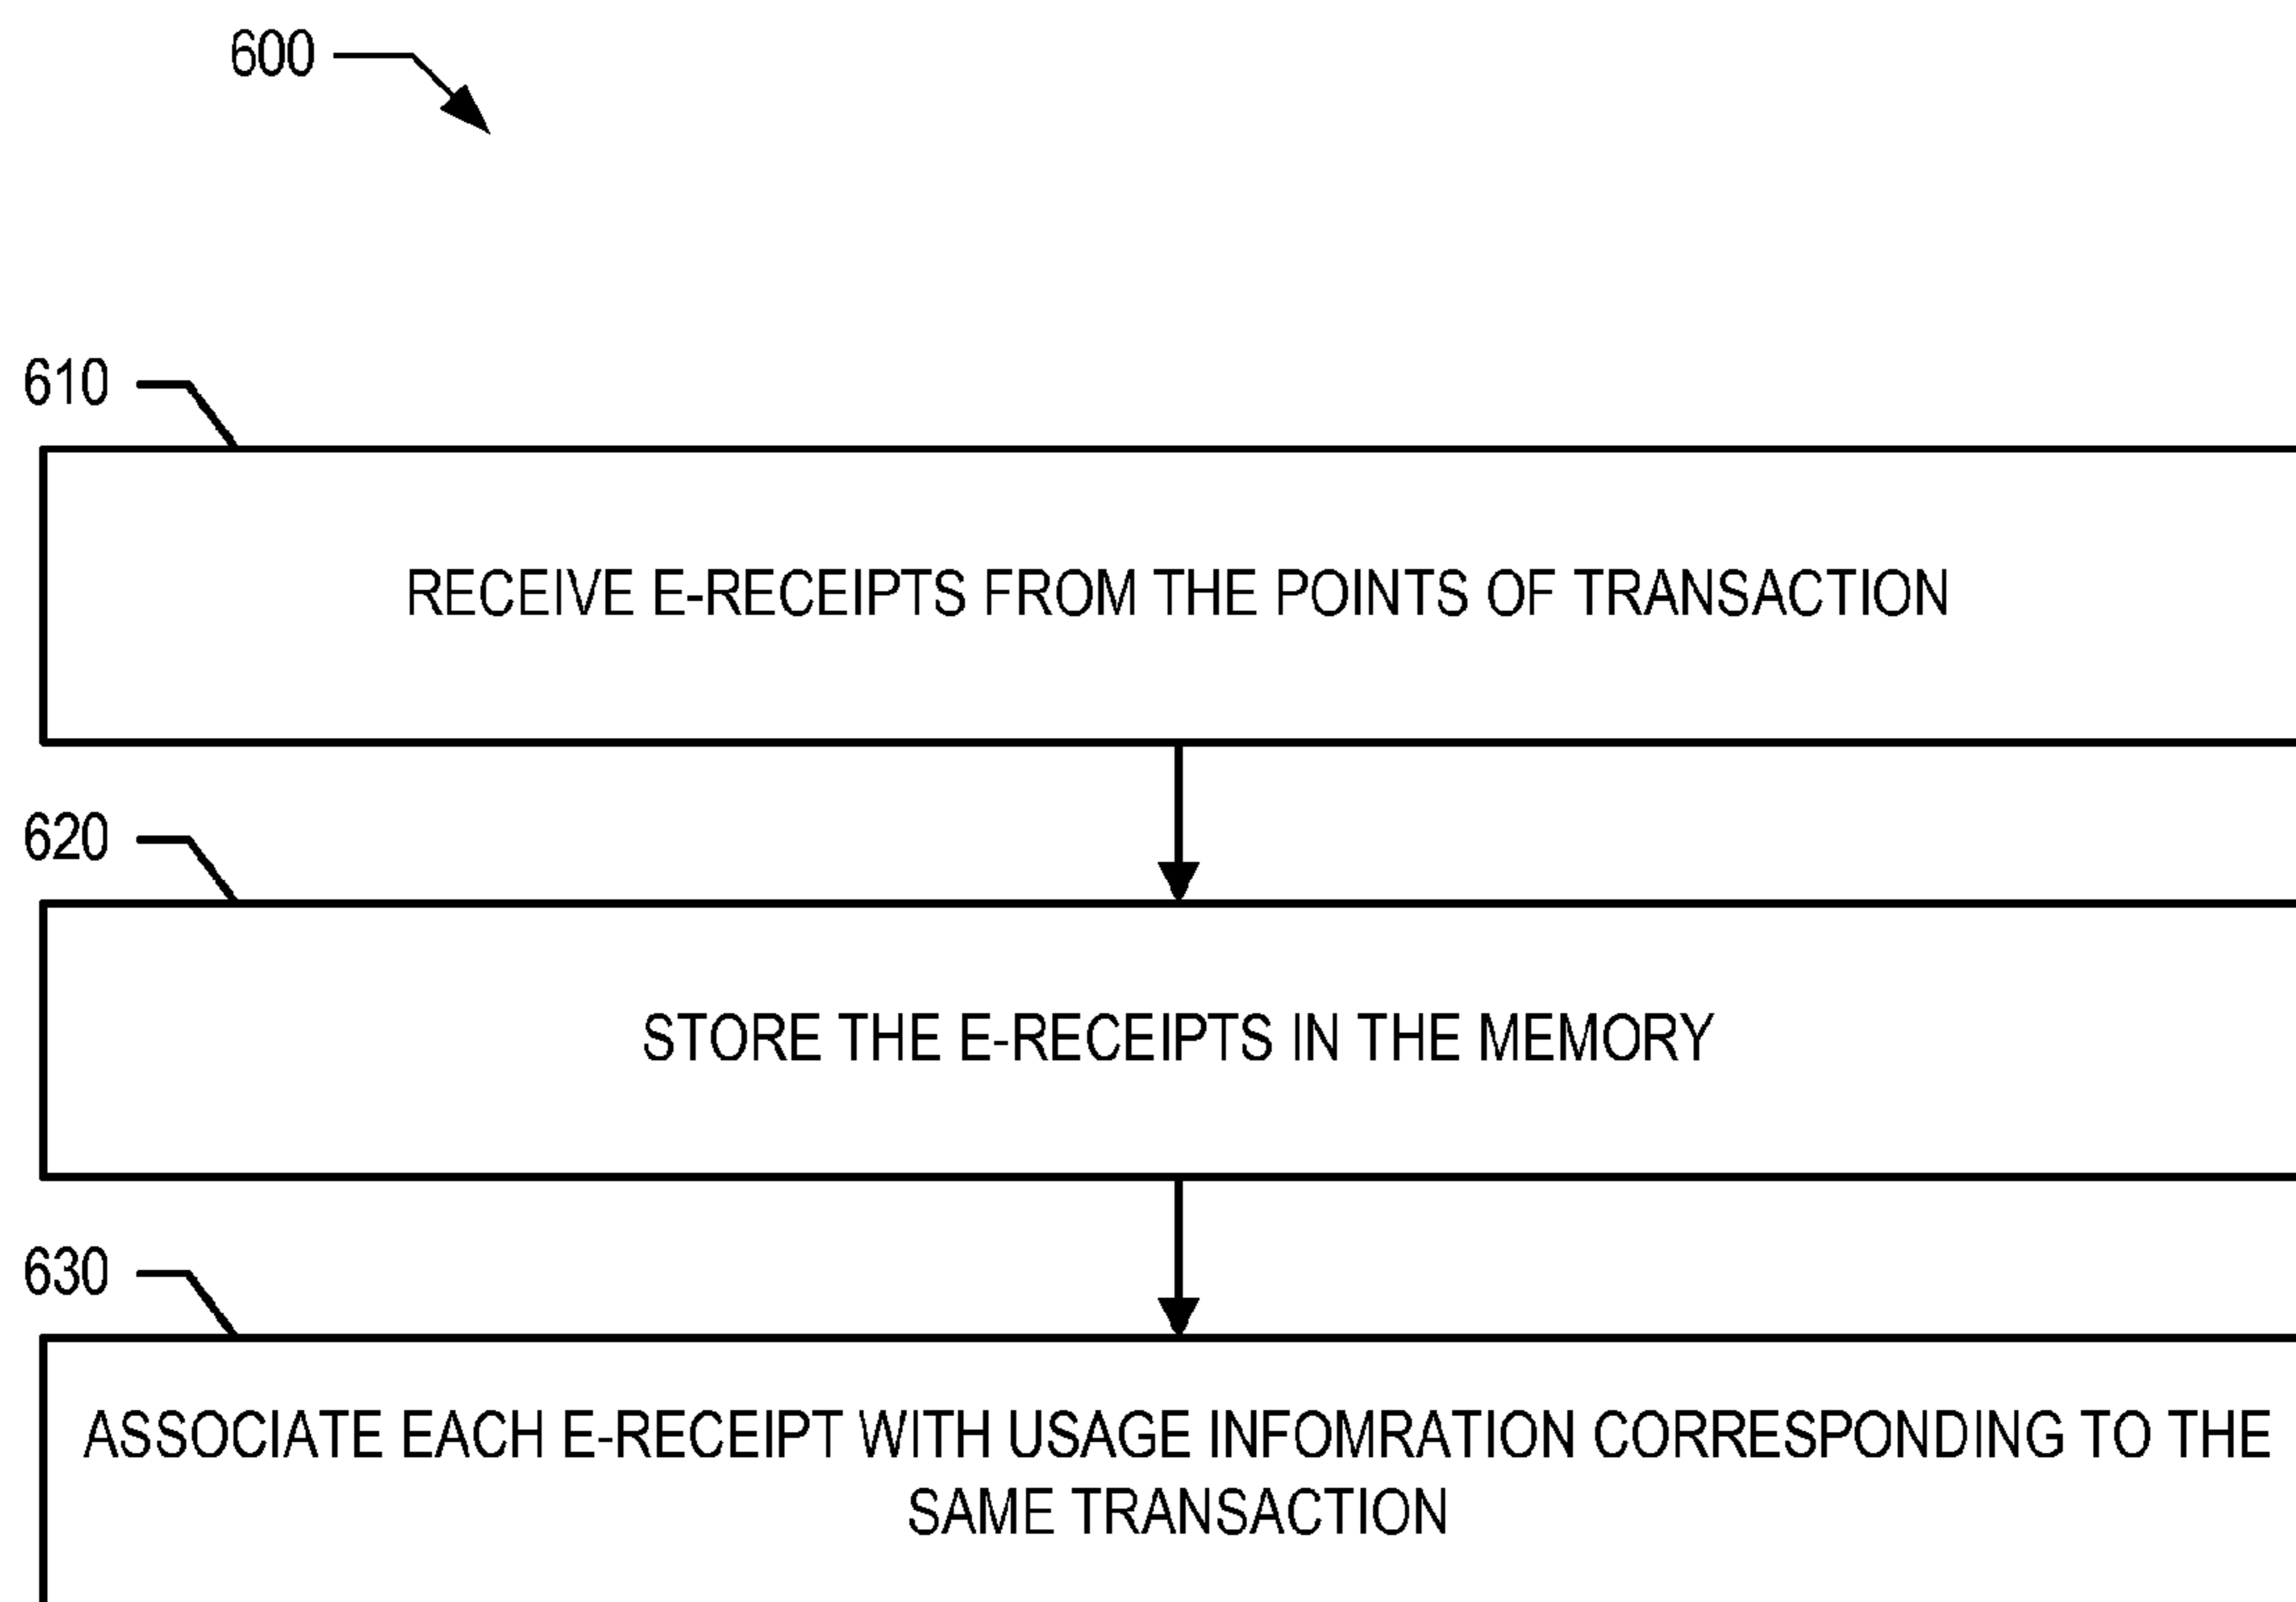 600
610
RECEIVE E-RECEIPTS FROM THE POINTS OF TRANSACTION
620
STORE THE E-RECEIPTS IN THE MEMORY
630
ASSOCIATE EACH E-RECEIPT WITH USAGE INFOMRATION CORRESPONDING TO THE
SAME TRANSACTION